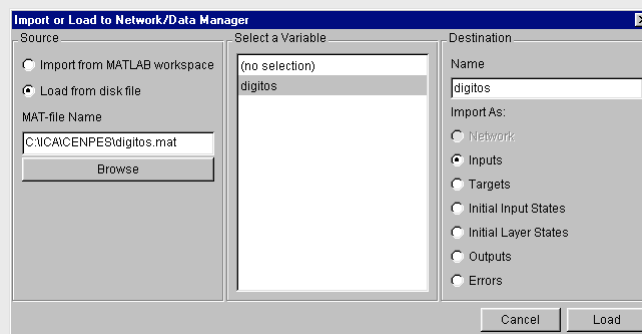 Import or Load to Network/Data Manager
Source
Import from MATLAB workspace
Load from disk file
MAT-file Name
C:\ICA\CENPES\digitos.mat
Browse
Select a Variable
(no selection)
digitos
Destination
Name
digitos
Import As:
Network
Inputs
Targets
Initial Input States
Initial Layer States
Outputs
Errors
Cancel
Load